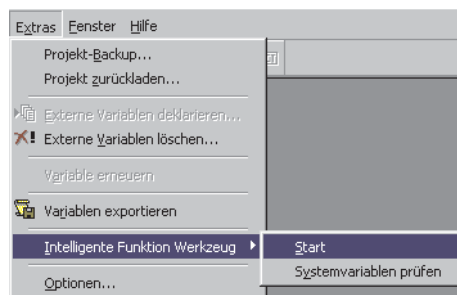 Extras Fenster Hilfe
Projekt-Backup...
Projekt zurückladen...
Externe Variablen deklarieren...
Externe Variablen löschen...
Variable erneuern
Variablen exportieren
Intelligente Funktion Werkzeug Start
Systemvariablen prüfen
Optionen...